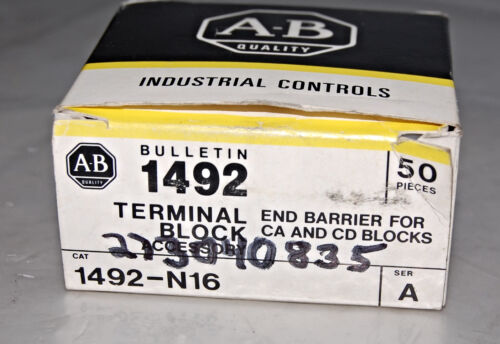 A-B
QUALITY
INDUSTRIAL CONTROLS
A-B
QUALITY
BULLETIN
1492
50
PIECES
TERMINAL
BLOCK
ACCESSORY
END BARRIER FOR
CA AND CD BLOCKS
2750410835
CAT
1492-N16
SER
A